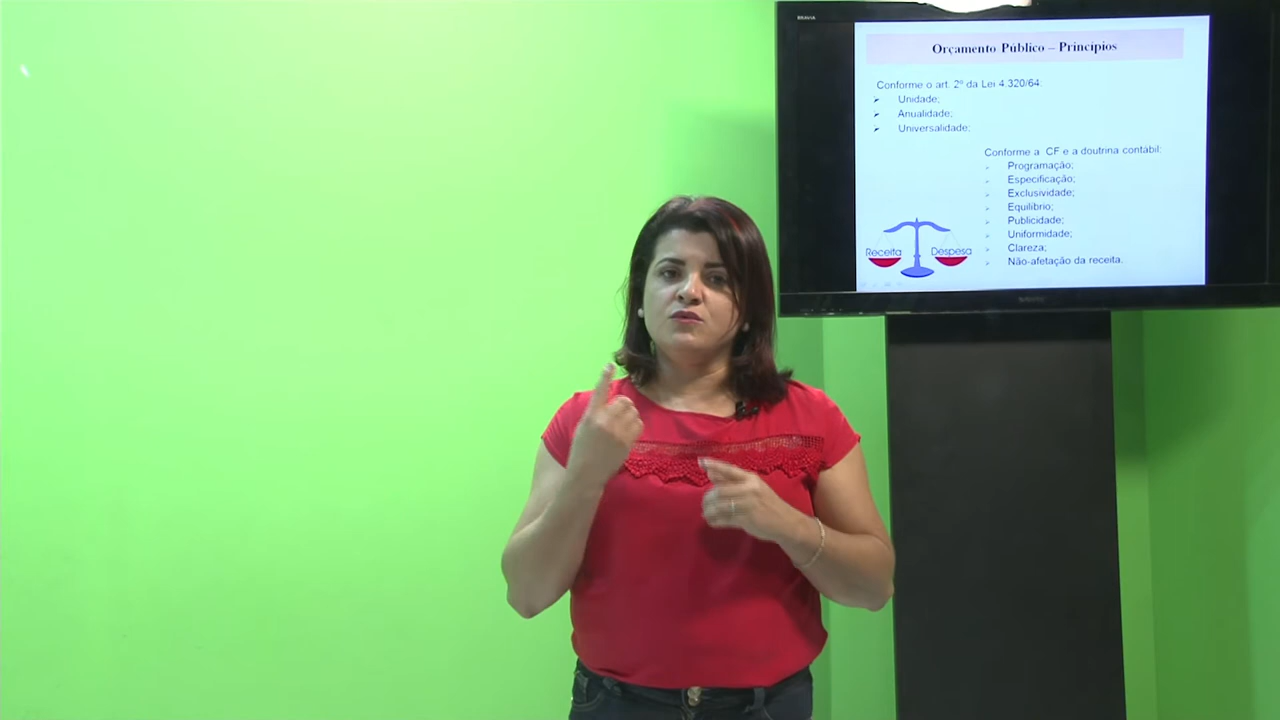 BRAVIA
Orçamento Público – Princípios
Conforme o art. 2º da Lei 4.320/64:
Unidade;
Anualidade;
Universalidade;
Conforme a CF e a doutrina contábil:
Programação;
Especificação;
Exclusividade;
Equilíbrio;
Publicidade;
Uniformidade;
Clareza;
Não-afetação da receita.
Receita
Despesa